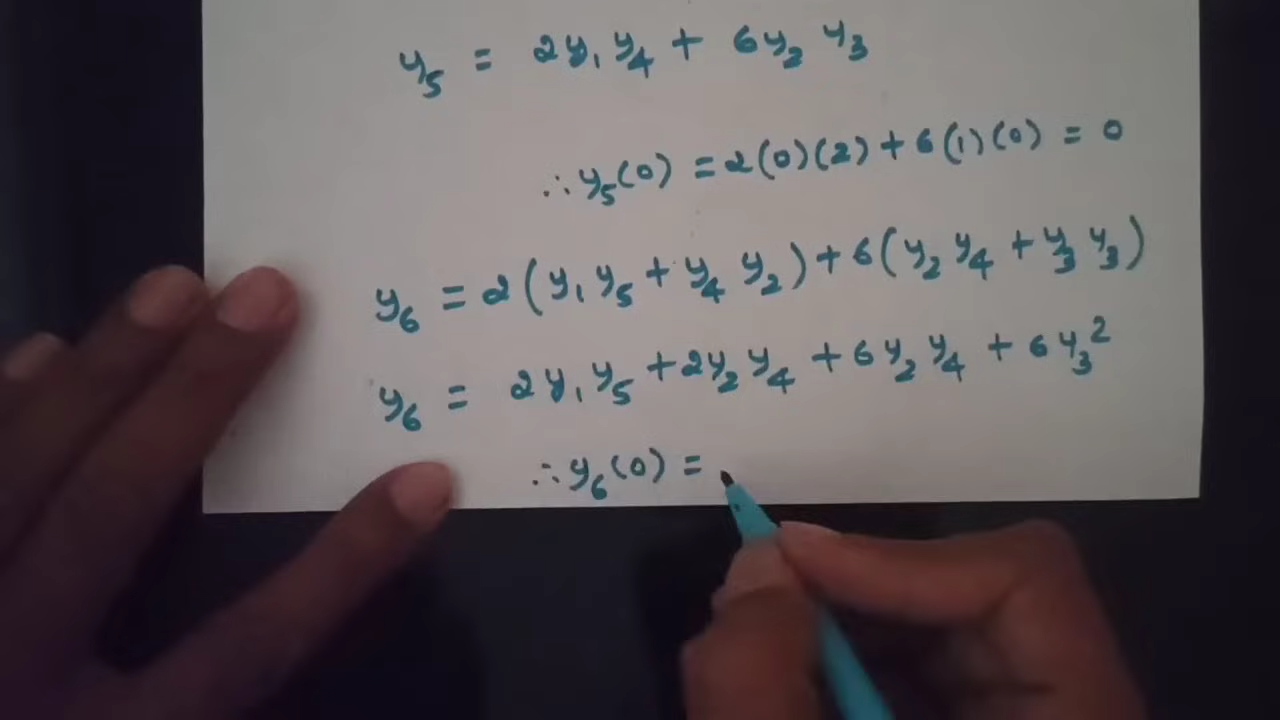 y₅ = 2y₁y₄ + 6y₂y₃
∴ y₅(0) = 2(0)(2) + 6(1)(0) = 0
y₆ = 2(y₁y₅ + y₄y₂) + 6(y₂y₄ + y₃y₃)
y₆ = 2y₁y₅ + 2y₂y₄ + 6y₂y₄ + 6y₃²
∴ y₆(0) =